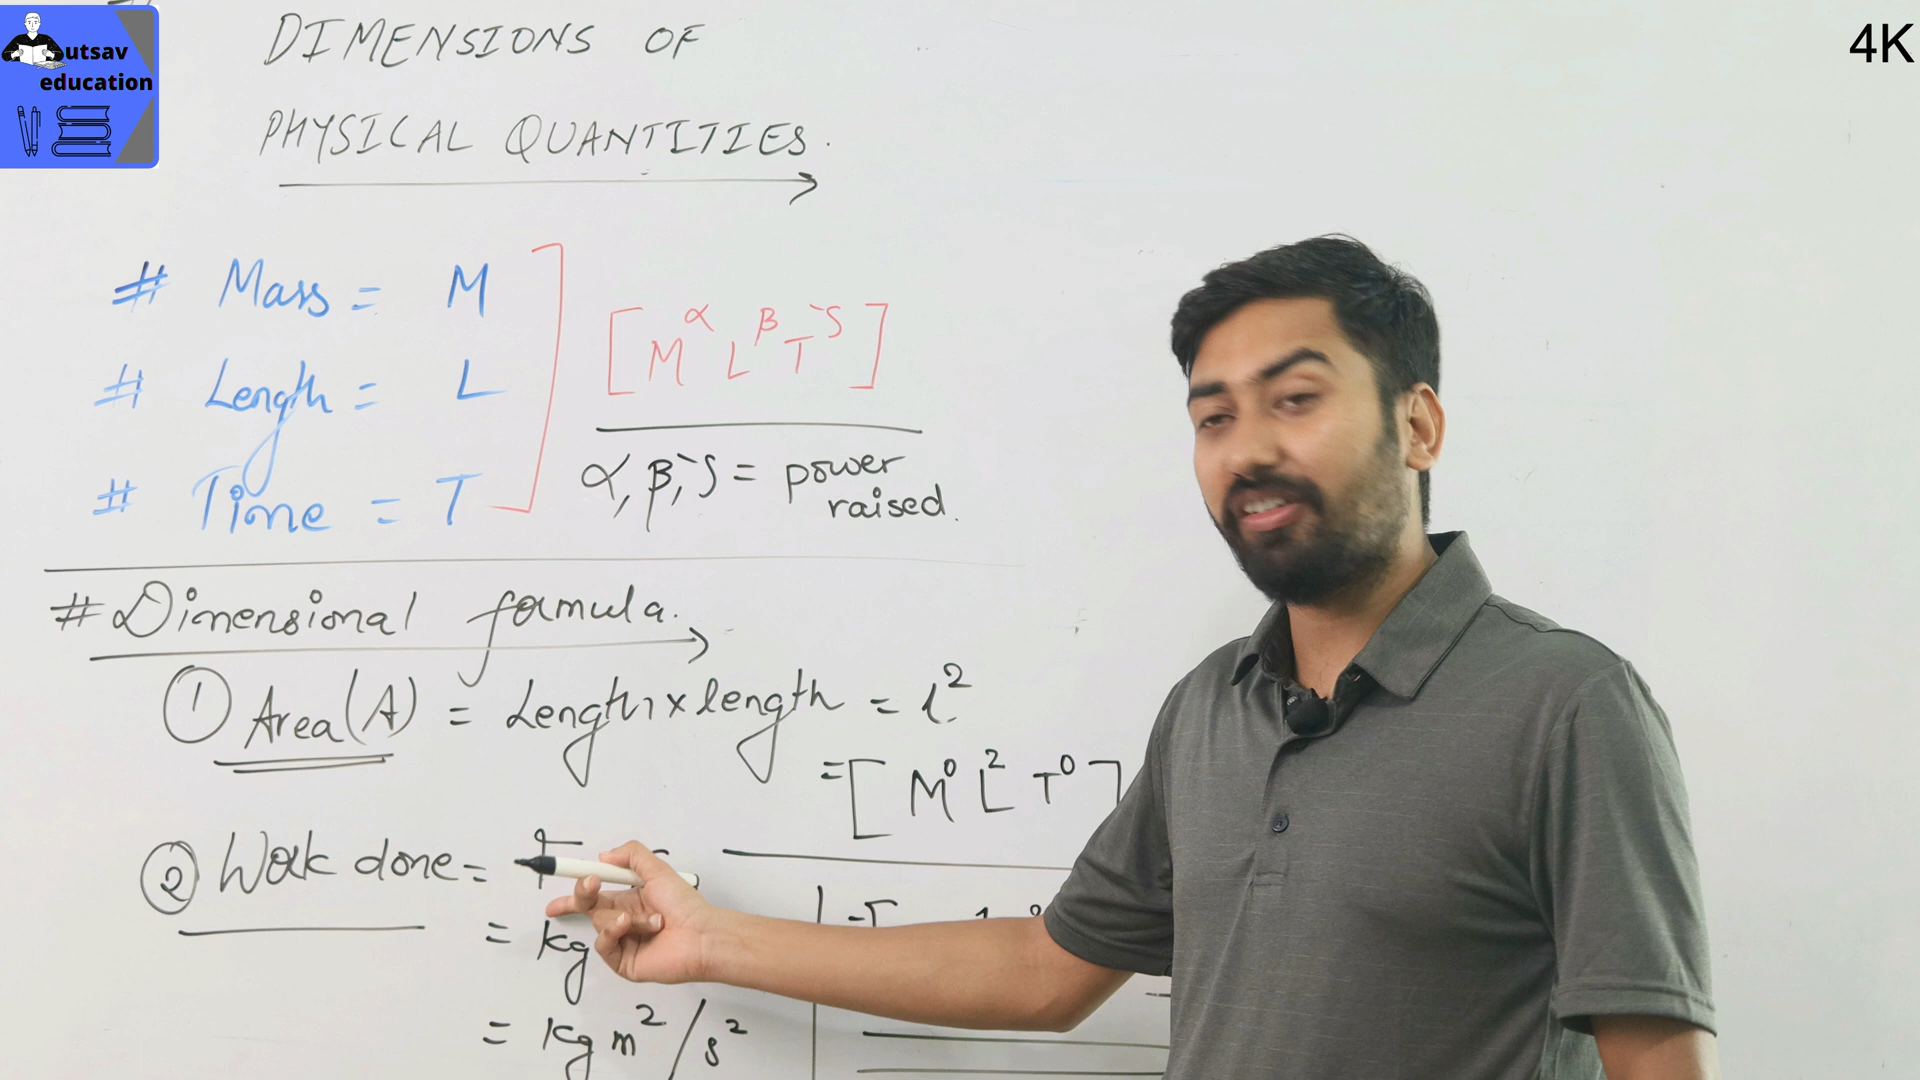 utsav
education
4K
DIMENSIONS OF
PHYSICAL QUANTITIES.
# Mass = M
# Length = L
# Time = T
[M^α L^β T^-S]
α, β, -S = power
raised.
# Dimensional formula.
① Area(A) = Length × length = l²
= [M⁰ L² T⁰]
② Work done = F
= kg
= kg m²/s²